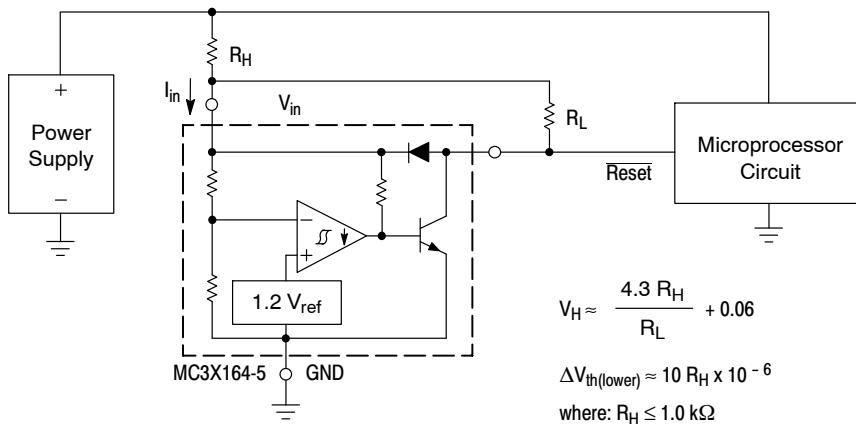 R_H
I_in
V_in
R_L
+
Power
Supply
−
Reset
Microprocessor
Circuit
−
+
1.2 V_ref
MC3X164-5
GND
V_H ≈ 4.3 R_H / R_L + 0.06
ΔV_th(lower) ≈ 10 R_H x 10^−6
where: R_H ≤ 1.0 kΩ